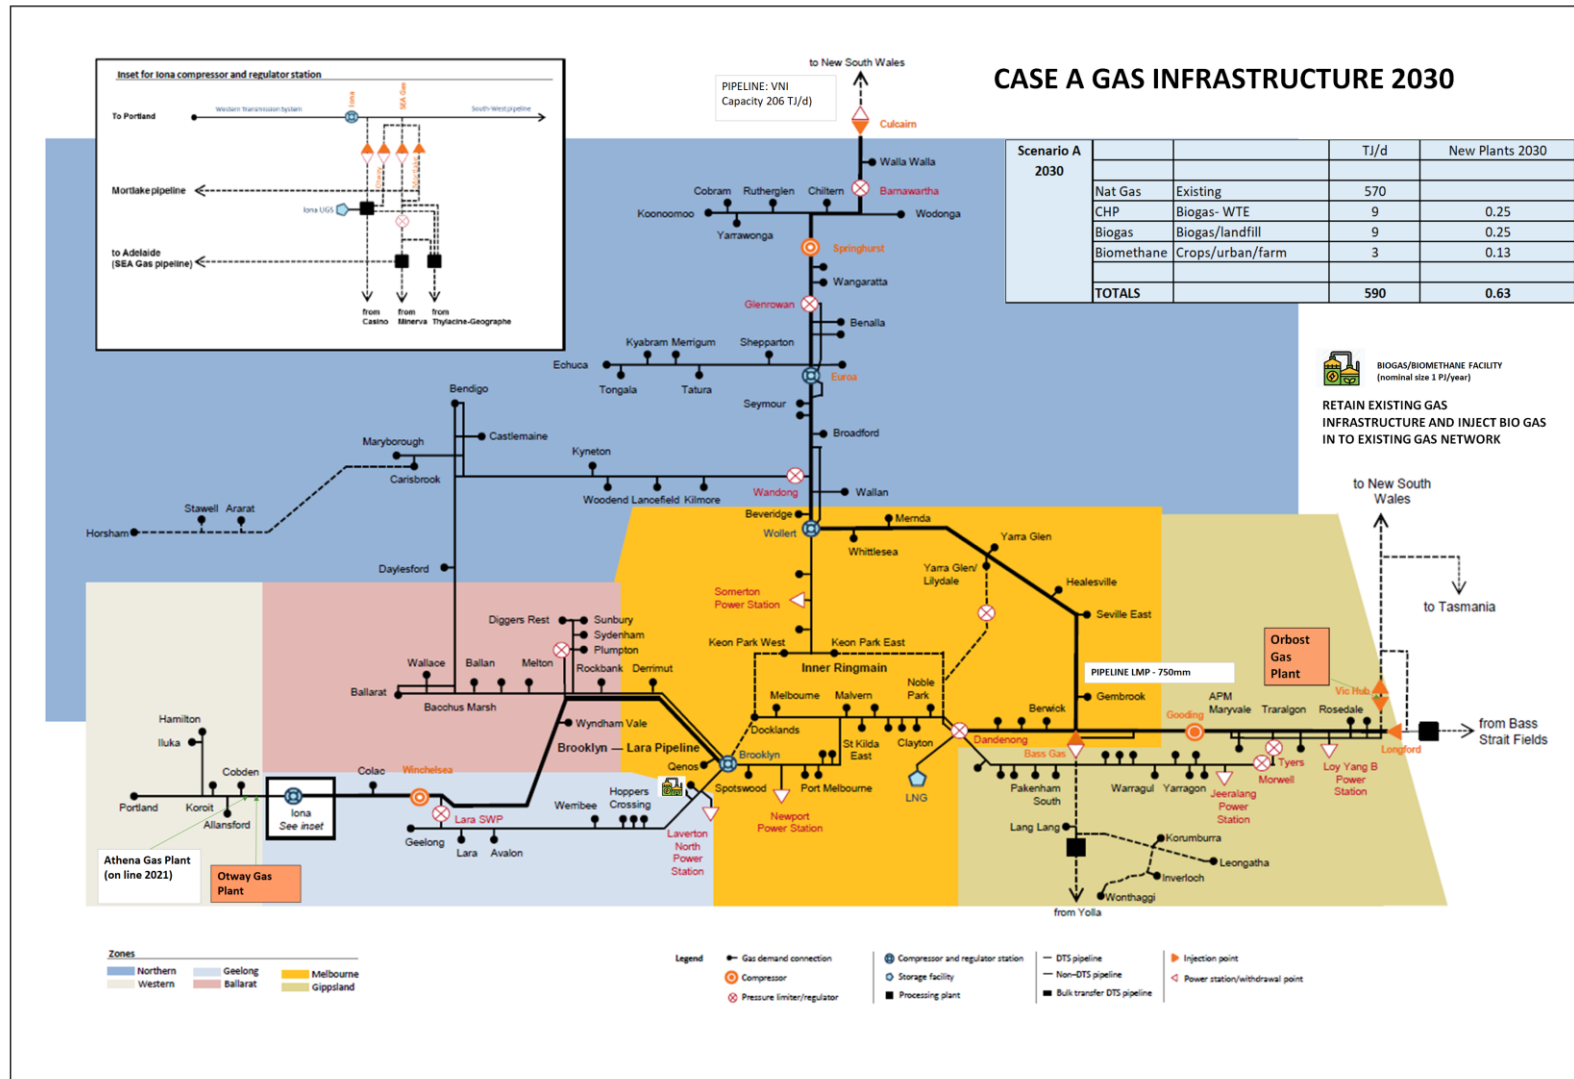 CASE A GAS INFRASTRUCTURE 2030
Inset for Iona compressor and regulator station
Western Transmission System
Iona
SEA Gas
South-West pipeline
To Portland
Mortlake pipeline
Iona UGS
to Adelaide
(SEA Gas pipeline)
from
Casino
from
Minerva
from
Thylacine-Geographe
PIPELINE: VNI
Capacity 206 TJ/d)
to New South Wales
Culcairn
Walla Walla
Barnawartha
Cobram
Rutherglen
Chiltern
Koonoomoo
Yarrawonga
Wodonga
Springhurst
Wangaratta
Glenrowan
Benalla
Kyabram
Merrigum
Shepparton
Echuca
Tongala
Tatura
Euroa
Seymour
Broadford
Bendigo
Castlemaine
Maryborough
Carisbrook
Kyneton
Woodend
Lancefield
Kilmore
Wandong
Wallan
Stawell
Ararat
Horsham
Beveridge
Wollert
Daylesford
Scenario A
2030
TJ/d
New Plants 2030
Nat Gas
Existing
570
CHP
Biogas- WTE
9
0.25
Biogas
Biogas/landfill
9
0.25
Biomethane
Crops/urban/farm
3
0.13
TOTALS
590
0.63
BIOGAS/BIOMETHANE FACILITY
(nominal size 1 PJ/year)
RETAIN EXISTING GAS
INFRASTRUCTURE AND INJECT BIO GAS
IN TO EXISTING GAS NETWORK
to New South
Wales
to Tasmania
Mernda
Whittlesea
Yarra Glen
Yarra Glen/
Lilydale
Healesville
Seville East
Somerton
Power Station
Keon Park West
Keon Park East
Inner Ringmain
PIPELINE LMP - 750mm
Gembrook
Orbost
Gas
Plant
Vic Hub
Diggers Rest
Sunbury
Sydenham
Plumpton
Wallace
Ballan
Melton
Rockbank
Derrimut
Ballarat
Bacchus Marsh
Wyndham Vale
Brooklyn — Lara Pipeline
Melbourne
Malvern
Noble
Park
Docklands
St Kilda
East
Clayton
Berwick
Dandenong
Bass Gas
Gooding
APM
Maryvale
Traralgon
Rosedale
Longford
from Bass
Strait Fields
Tyers
Morwell
Loy Yang B
Power
Station
Jeeralang
Power
Station
Brooklyn
Qenos
Spotswood
Port Melbourne
Newport
Power Station
LNG
Pakenham
South
Warragul
Yarragon
Lang Lang
Korumburra
Leongatha
Inverloch
Wonthaggi
from Yolla
Hamilton
Iluka
Cobden
Portland
Koroit
Allansford
Iona
See inset
Colac
Winchelsea
Lara SWP
Geelong
Lara
Avalon
Werribee
Hoppers
Crossing
Laverton
North
Power
Station
Athena Gas Plant
(on line 2021)
Otway Gas
Plant
Zones
Northern
Geelong
Melbourne
Western
Ballarat
Gippsland
Legend
Gas demand connection
Compressor
Pressure limiter/regulator
Compressor and regulator station
Storage facility
Processing plant
DTS pipeline
Non-DTS pipeline
Bulk transfer DTS pipeline
Injection point
Power station/withdrawal point